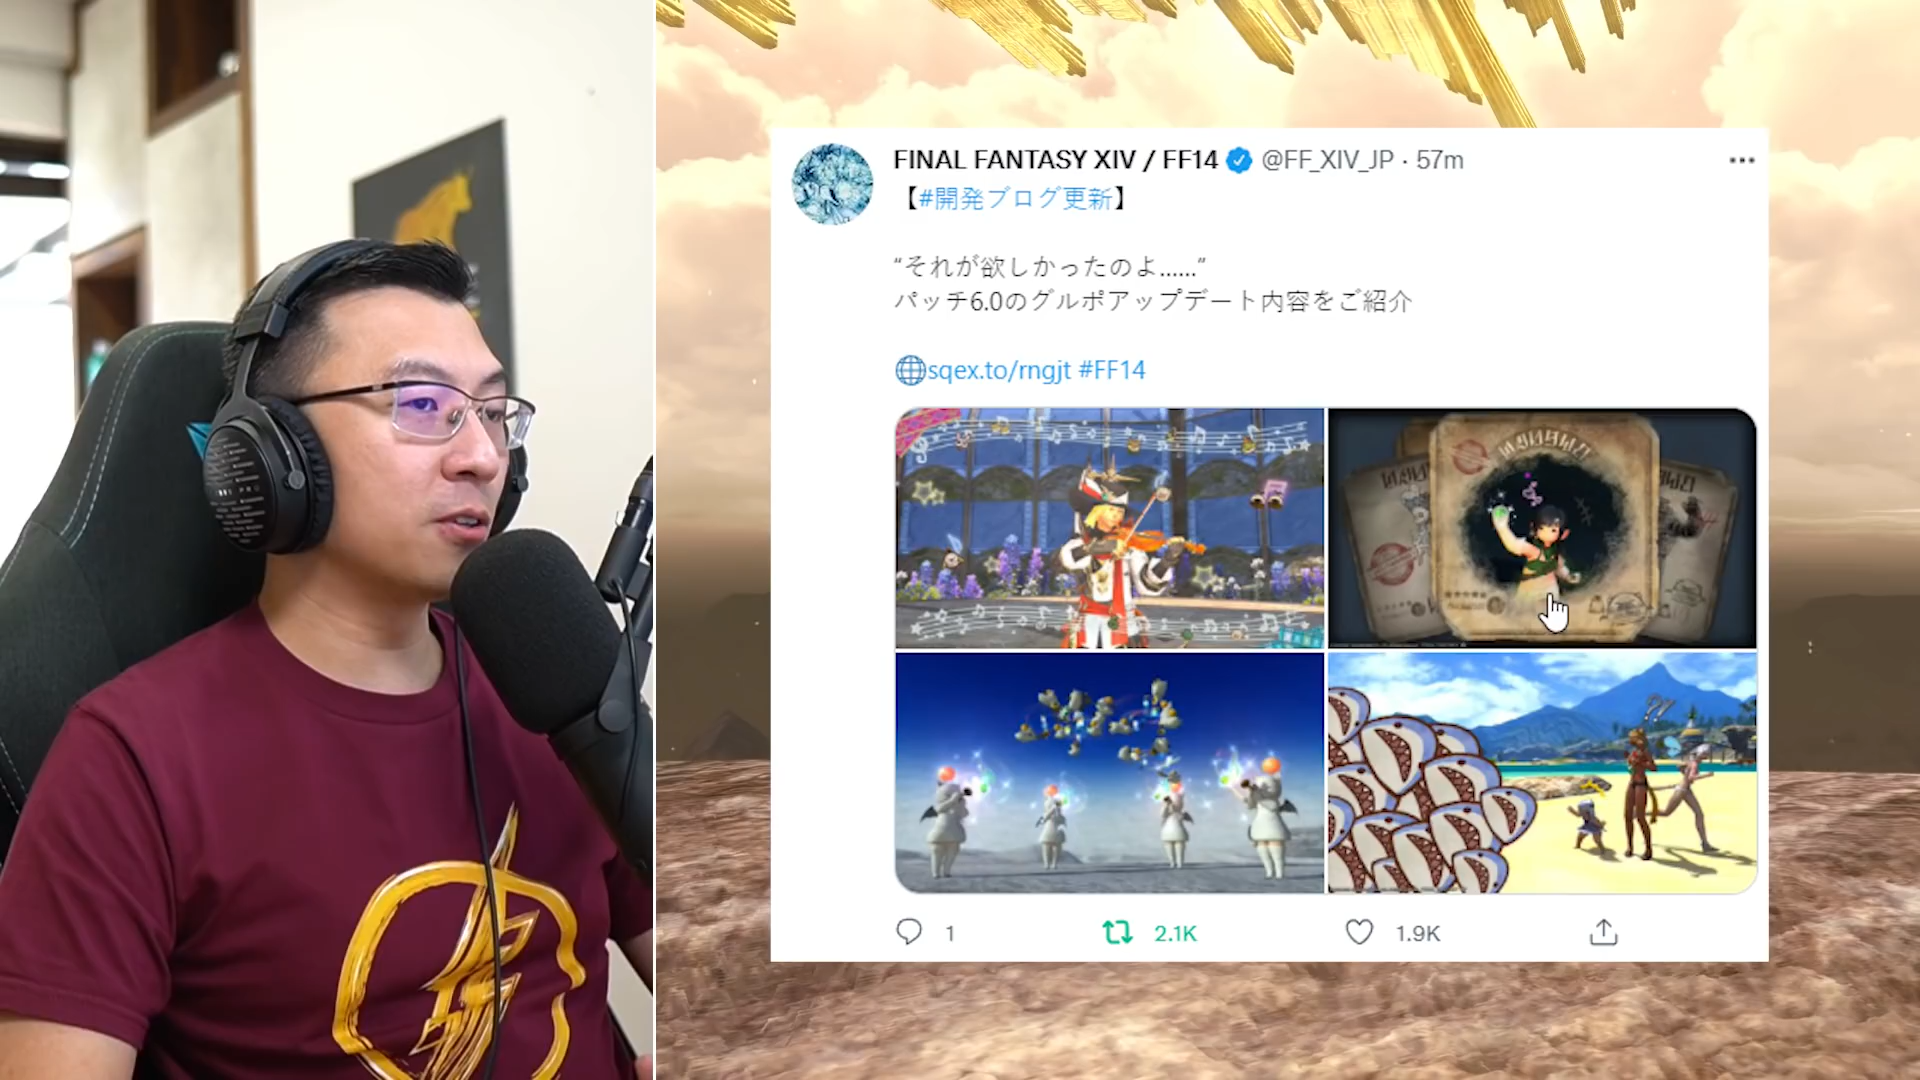 FINAL FANTASY XIV / FF14 @FF_XIV_JP · 57m
【#開発ブログ更新】
“それが欲しかったのよ......”
パッチ6.0のグルポアップデート内容をご紹介
sqex.to/rngjt #FF14
1 2.1K 1.9K